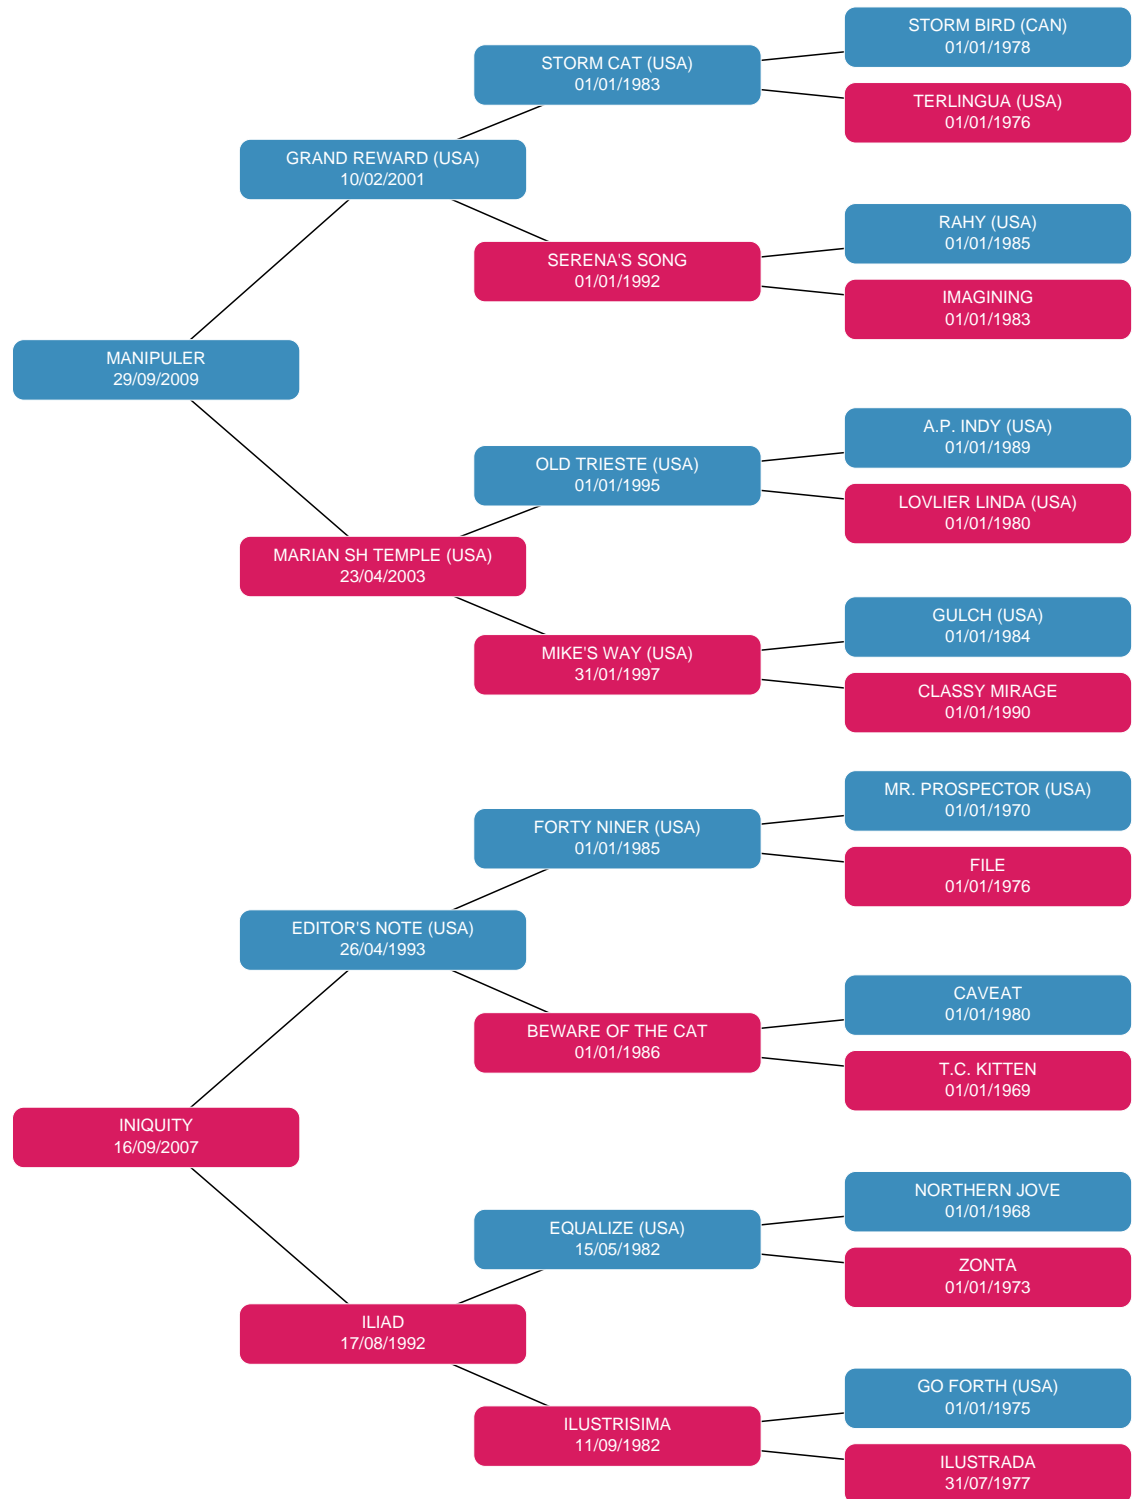 STORM BIRD (CAN)
01/01/1978
STORM CAT (USA)
01/01/1983
TERLINGUA (USA)
01/01/1976
GRAND REWARD (USA)
10/02/2001
RAHY (USA)
01/01/1985
SERENA'S SONG
01/01/1992
IMAGINING
01/01/1983
MANIPULER
29/09/2009
A.P. INDY (USA)
01/01/1989
OLD TRIESTE (USA)
01/01/1995
LOVLIER LINDA (USA)
01/01/1980
MARIAN SH TEMPLE (USA)
23/04/2003
GULCH (USA)
01/01/1984
MIKE'S WAY (USA)
31/01/1997
CLASSY MIRAGE
01/01/1990
MR. PROSPECTOR (USA)
01/01/1970
FORTY NINER (USA)
01/01/1985
FILE
01/01/1976
EDITOR'S NOTE (USA)
26/04/1993
CAVEAT
01/01/1980
BEWARE OF THE CAT
01/01/1986
T.C. KITTEN
01/01/1969
INIQUITY
16/09/2007
NORTHERN JOVE
01/01/1968
EQUALIZE (USA)
15/05/1982
ZONTA
01/01/1973
ILIAD
17/08/1992
GO FORTH (USA)
01/01/1975
ILUSTRISIMA
11/09/1982
ILUSTRADA
31/07/1977